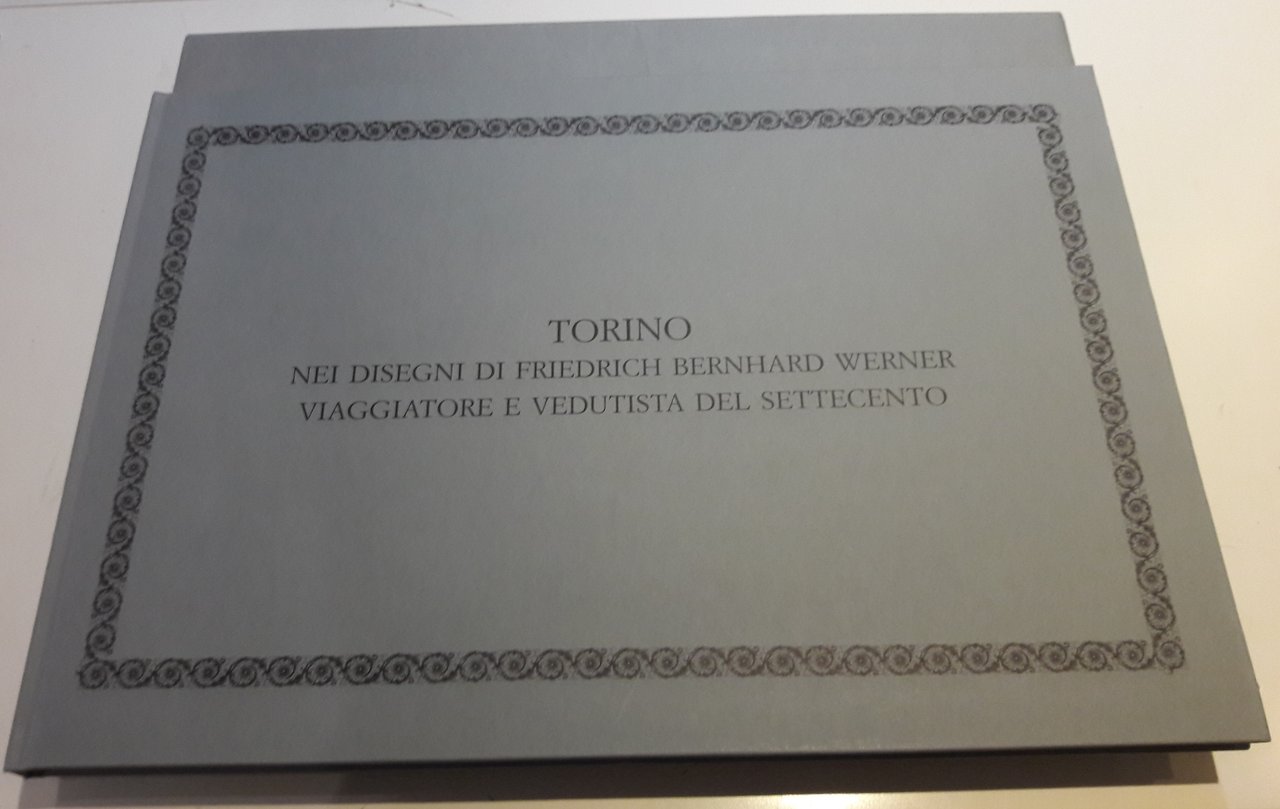 TORINO
NEI DISEGNI DI FRIEDRICH BERNHARD WERNER
VIAGGIATORE E VEDUTISTA DEL SETTECENTO